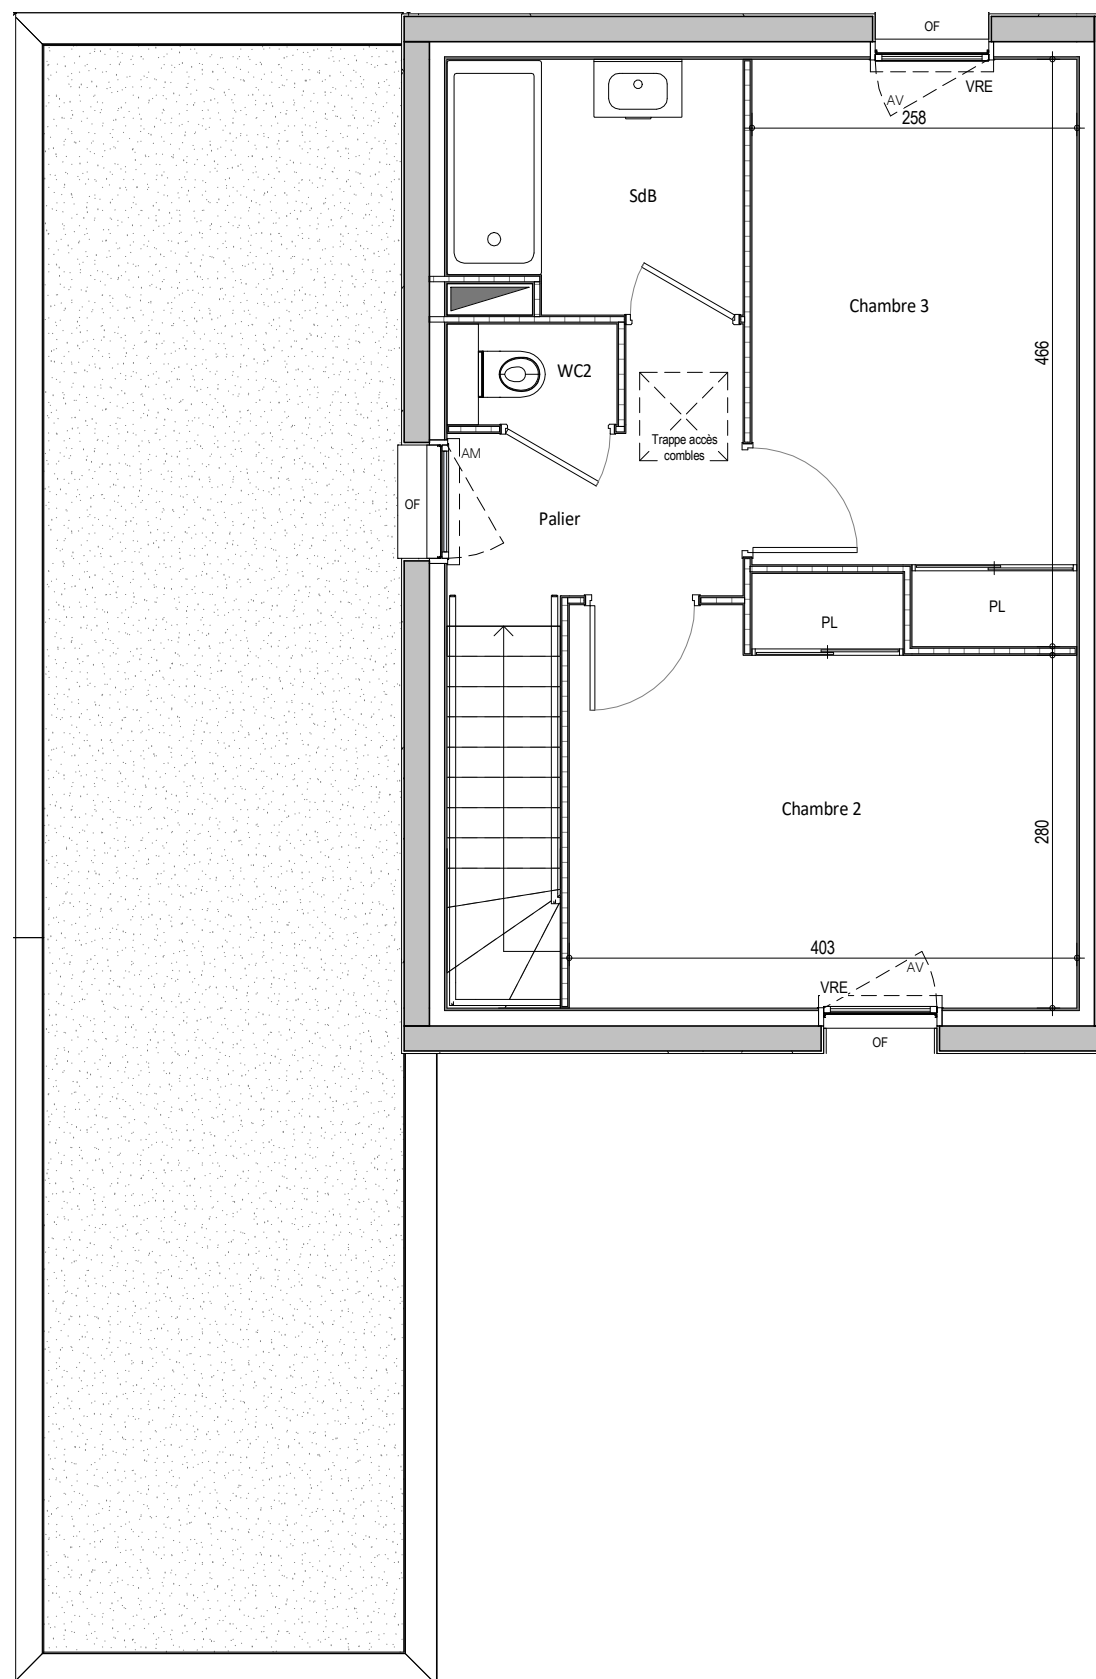 OF
VRE
AV
258
SdB
Chambre 3
466
WC2
Trappe accès
combles
AM
OF
Palier
PL
PL
Chambre 2
280
403
AV
VRE
OF